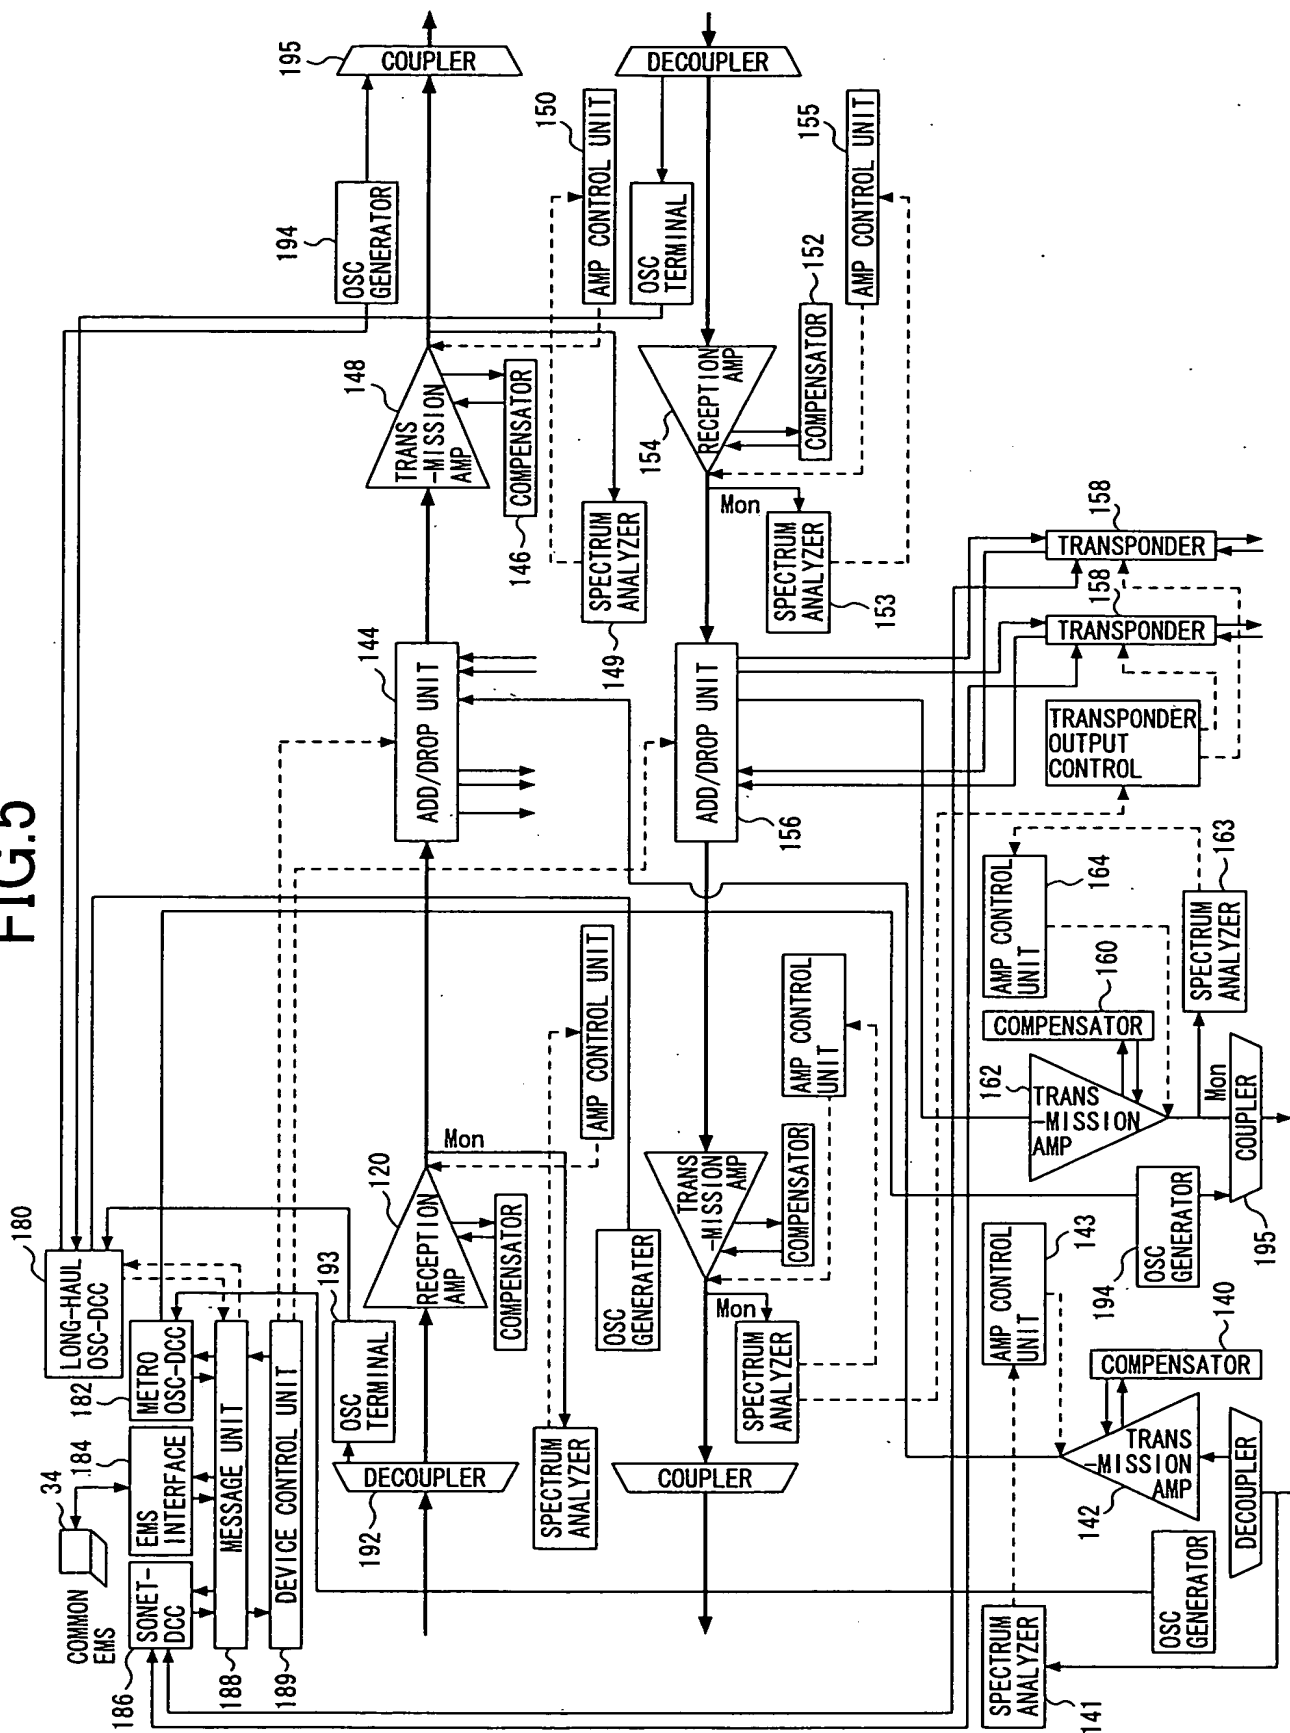 FIG.5
COMMON
EMS
34
184
182
180
186
SONET-
DCC
EMS
INTERFACE
METRO
OSC-DCC
LONG-HAUL
OSC-DCC
188
MESSAGE UNIT
189
DEVICE CONTROL UNIT
193
OSC
TERMINAL
192
DECOUPLER
120
RECEPTION
AMP
COMPENSATOR
Mon
SPECTRUM
ANALYZER
AMP CONTROL UNIT
144
ADD/DROP UNIT
148
TRANS
-MISSION
AMP
146
COMPENSATOR
149
SPECTRUM
ANALYZER
150
AMP CONTROL UNIT
194
OSC
GENERATOR
195
COUPLER
DECOUPLER
OSC
TERMINAL
154
RECEPTION
AMP
152
COMPENSATOR
155
AMP CONTROL UNIT
Mon
SPECTRUM
ANALYZER
153
156
ADD/DROP UNIT
OSC
GENERATER
TRANS
-MISSION
AMP
COMPENSATOR
AMP CONTROL
UNIT
Mon
SPECTRUM
ANALYZER
COUPLER
158
TRANSPONDER
158
TRANSPONDER
TRANSPONDER
OUTPUT
CONTROL
164
AMP CONTROL
UNIT
163
SPECTRUM
ANALYZER
160
COMPENSATOR
162
TRANS
-MISSION
AMP
Mon
COUPLER
195
194
OSC
GENERATOR
143
AMP CONTROL
UNIT
140
COMPENSATOR
142
TRANS
-MISSION
AMP
DECOUPLER
OSC
GENERATOR
141
SPECTRUM
ANALYZER